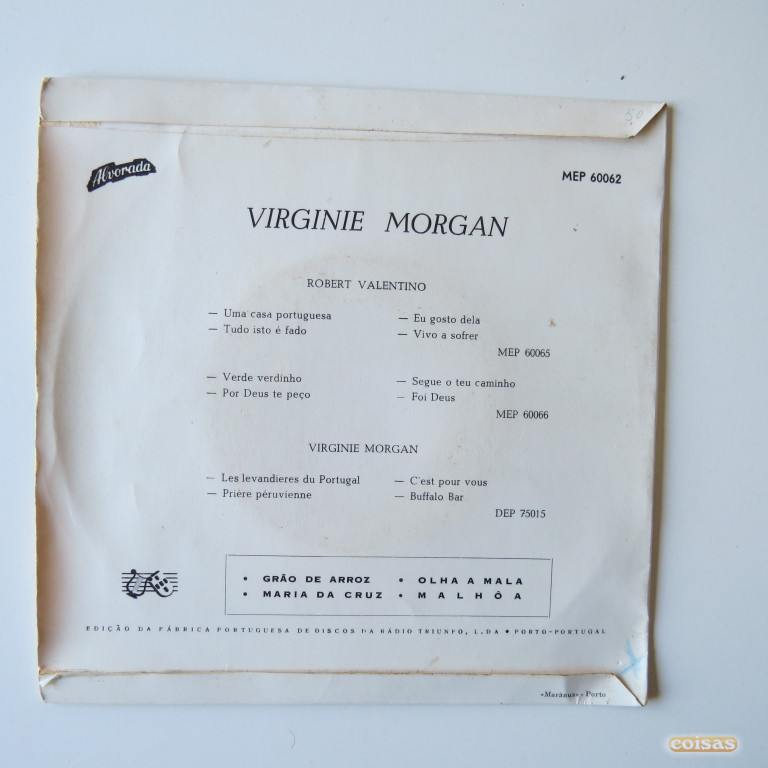 50
Alvorada
MEP 60062
VIRGINIE MORGAN
ROBERT VALENTINO
— Uma casa portuguesa — Eu gosto dela
— Tudo isto é fado — Vivo a sofrer
MEP 60065
— Verde verdinho — Segue o teu caminho
— Por Deus te peço — Foi Deus
MEP 60066
VIRGINIE MORGAN
— Les levandieres du Portugal — C'est pour vous
— Prière péruvienne — Buffalo Bar
DEP 75015
• GRÃO DE ARROZ • OLHA A MALA
• MARIA DA CRUZ • MALHÔA
EDIÇÃO DA FÁBRICA PORTUGUESA DE DISCOS DA RÁDIO TRIUNFO, L.DA • PORTO-PORTUGAL
«Maránus» - Porto
coisas